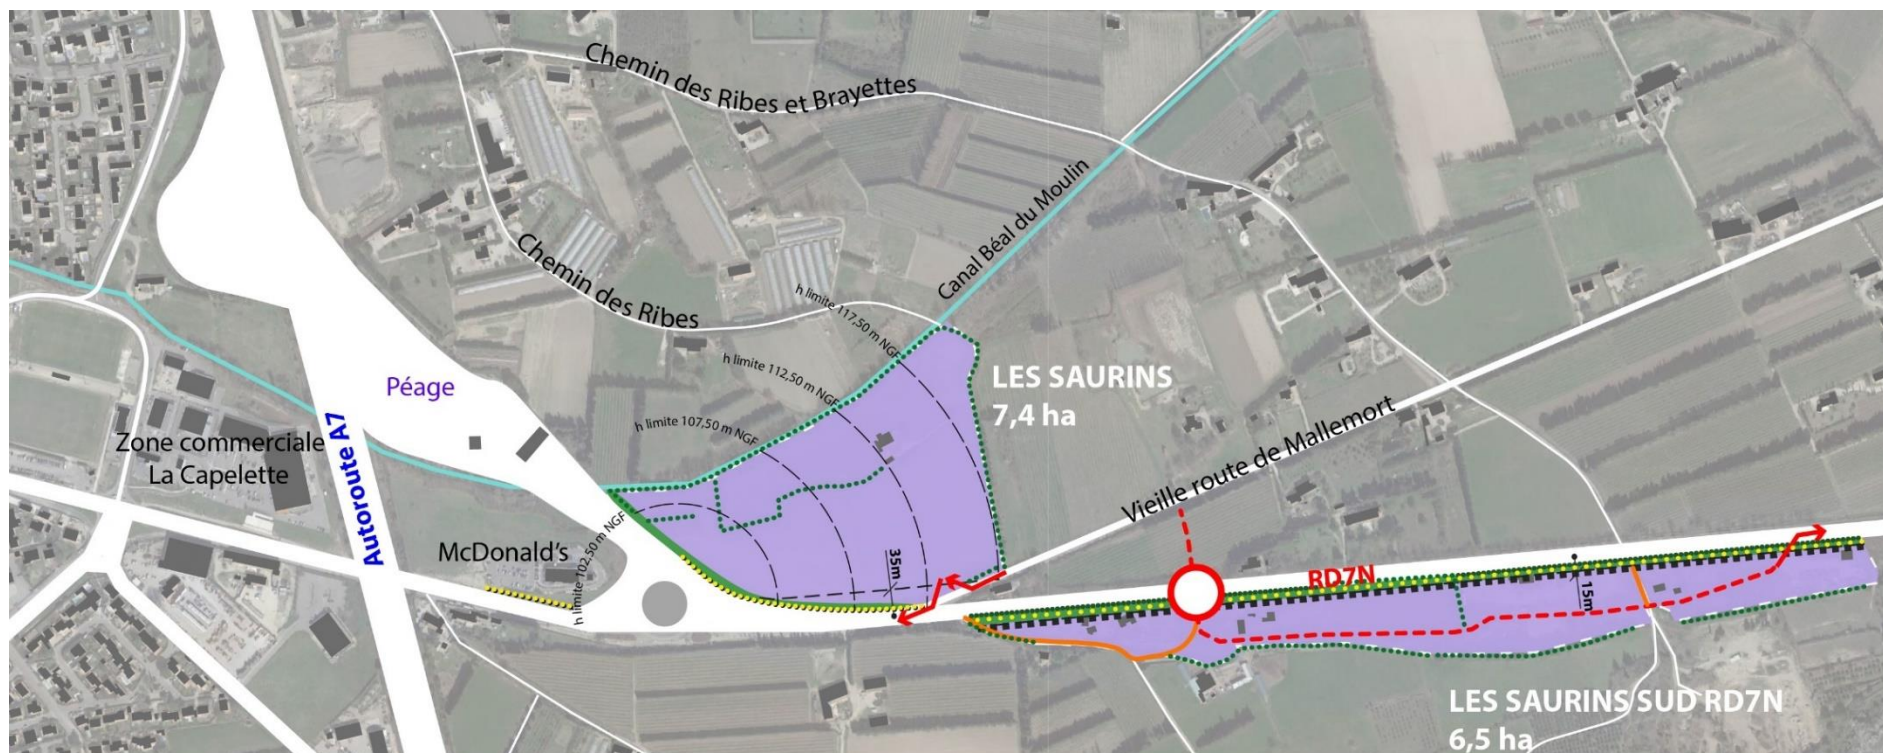 Chemin des Ribes et Brayettes
Canal Béal du Moulin
Chemin des Ribes
h limite 117,50 m NGF
h limite 112,50 m NGF
h limite 107,50 m NGF
h limite 102,50 m NGF
LES SAURINS
7,4 ha
Péage
Autoroute A7
Zone commerciale
La Capelette
McDonald's
Vieille route de Mallemort
35m
RD7N
15m
LES SAURINS SUD RD7N
6,5 ha